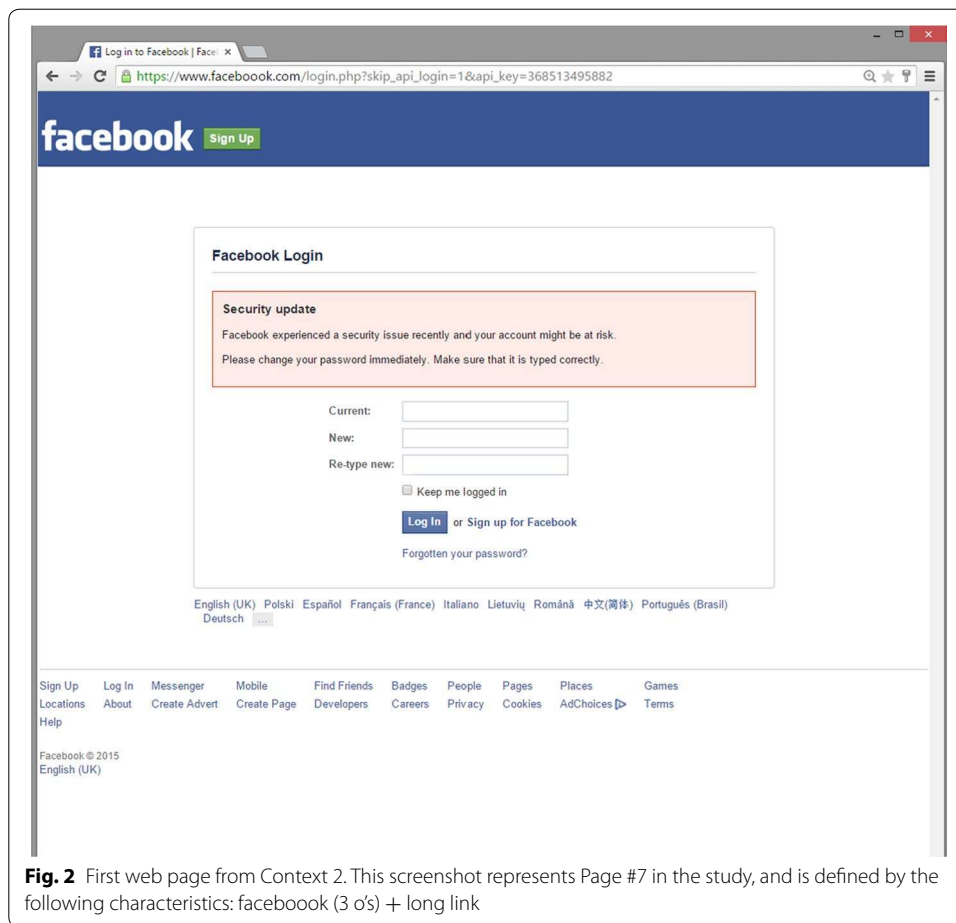 Log in to Facebook | Face
https://www.faceboook.com/login.php?skip_api_login=1&api_key=368513495882
facebook Sign Up
Facebook Login
Security update
Facebook experienced a security issue recently and your account might be at risk.
Please change your password immediately. Make sure that it is typed correctly.
Current:
New:
Re-type new:
Keep me logged in
Log In or Sign up for Facebook
Forgotten your password?
English (UK) Polski Español Français (France) Italiano Lietuvių Română 中文(简体) Português (Brasil)
Deutsch ...
Sign Up Log In Messenger Mobile Find Friends Badges People Pages Places Games
Locations About Create Advert Create Page Developers Careers Privacy Cookies AdChoices Terms
Help
Facebook © 2015
English (UK)
Fig. 2 First web page from Context 2. This screenshot represents Page #7 in the study, and is defined by the
following characteristics: faceboook (3 o's) + long link